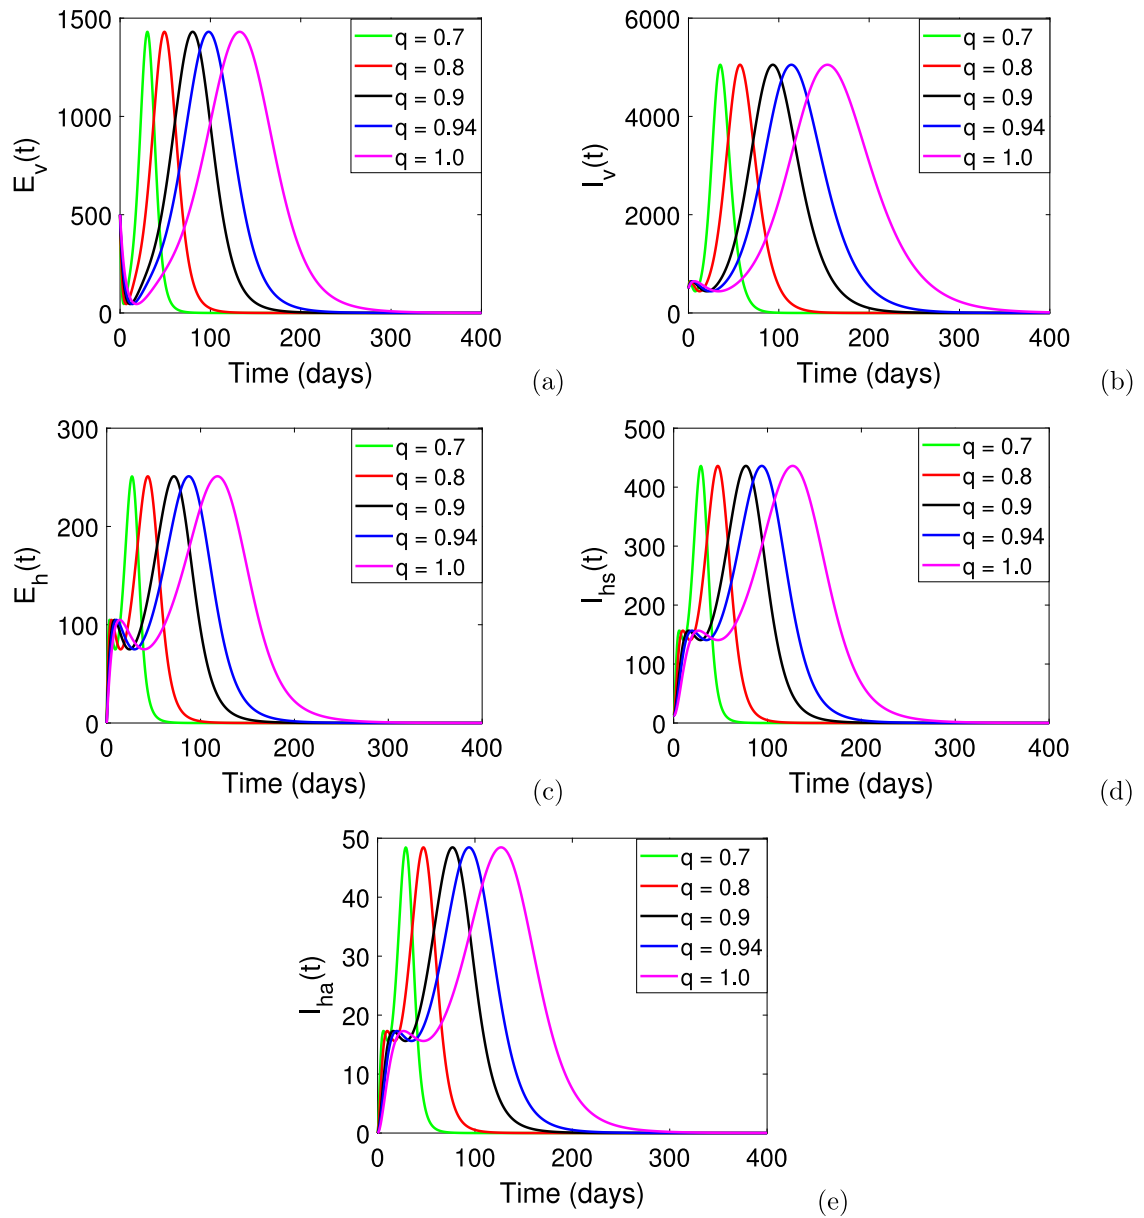 1500
1000
500
0
E_v(t)
0 100 200 300 400
Time (days)
q = 0.7
q = 0.8
q = 0.9
q = 0.94
q = 1.0
(a)
6000
4000
2000
0
I_v(t)
0 100 200 300 400
Time (days)
q = 0.7
q = 0.8
q = 0.9
q = 0.94
q = 1.0
(b)
300
200
100
0
E_h(t)
0 100 200 300 400
Time (days)
q = 0.7
q = 0.8
q = 0.9
q = 0.94
q = 1.0
(c)
500
400
300
200
100
0
I_hs(t)
0 100 200 300 400
Time (days)
q = 0.7
q = 0.8
q = 0.9
q = 0.94
q = 1.0
(d)
50
40
30
20
10
0
I_ha(t)
0 100 200 300 400
Time (days)
q = 0.7
q = 0.8
q = 0.9
q = 0.94
q = 1.0
(e)